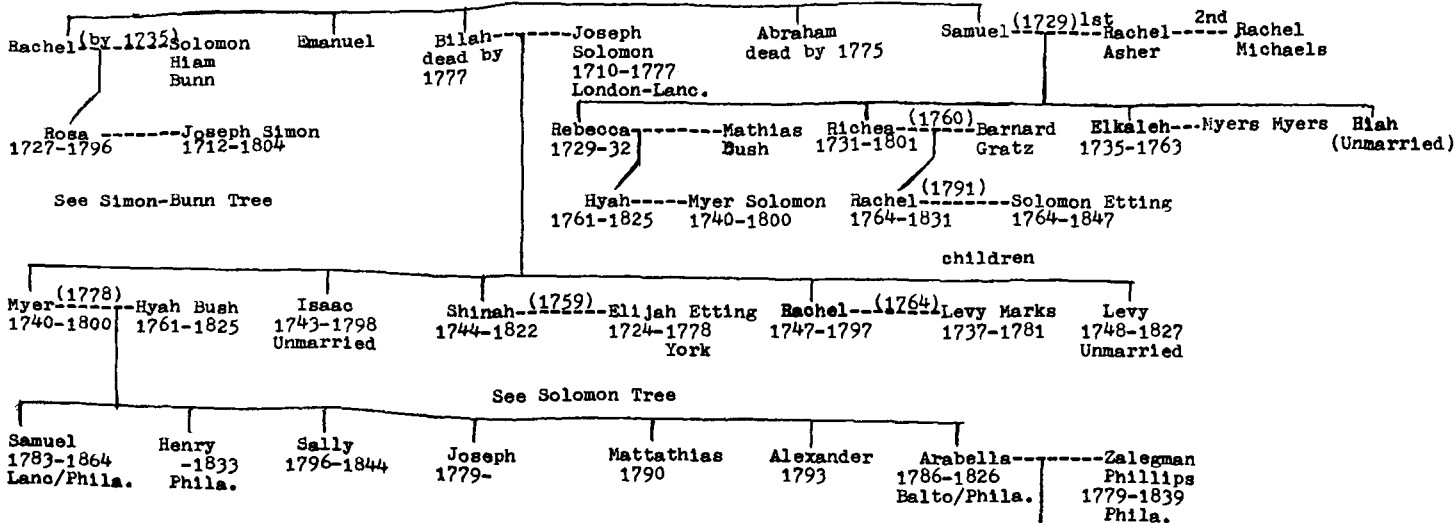 Rachel (by 1735) Solomon Hiam Bunn
Emanuel
Bilah dead by 1777
Joseph Solomon 1710-1777 London-Lanc.
Abraham dead by 1775
Samuel (1729) 1st Rachel Asher 2nd Rachel Michaels
Rosa 1727-1796 Joseph Simon 1712-1804
Rebecca 1729-32 Mathias Bush
Richea 1731-1801 (1760) Barnard Gratz
Elkaleh 1735-1763 Myers Myers
Hiah (Unmarried)
See Simon-Bunn Tree
Hyah 1761-1825 Myer Solomon 1740-1800
Rachel 1764-1831 (1791) Solomon Etting 1764-1847
children
Myer 1740-1800 (1778) Hyah Bush 1761-1825
Isaac 1743-1798 Unmarried
Shinah 1744-1822 (1759) Elijah Etting 1724-1778 York
Rachel 1747-1797 (1764) Levy Marks 1737-1781
Levy 1748-1827 Unmarried
See Solomon Tree
Samuel 1783-1864 Lanc/Phila.
Henry -1833 Phila.
Sally 1796-1844
Joseph 1779-
Mattathias 1790
Alexander 1793
Arabella 1786-1826 Balto/Phila.
Zalegman Phillips 1779-1839 Phila.